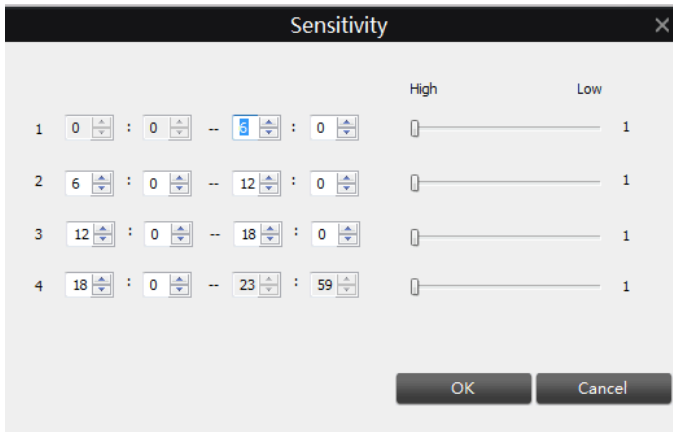 Sensitivity
High Low
1 0 : 0 -- 6 : 0 1
2 6 : 0 -- 12 : 0 1
3 12 : 0 -- 18 : 0 1
4 18 : 0 -- 23 : 59 1
OK Cancel